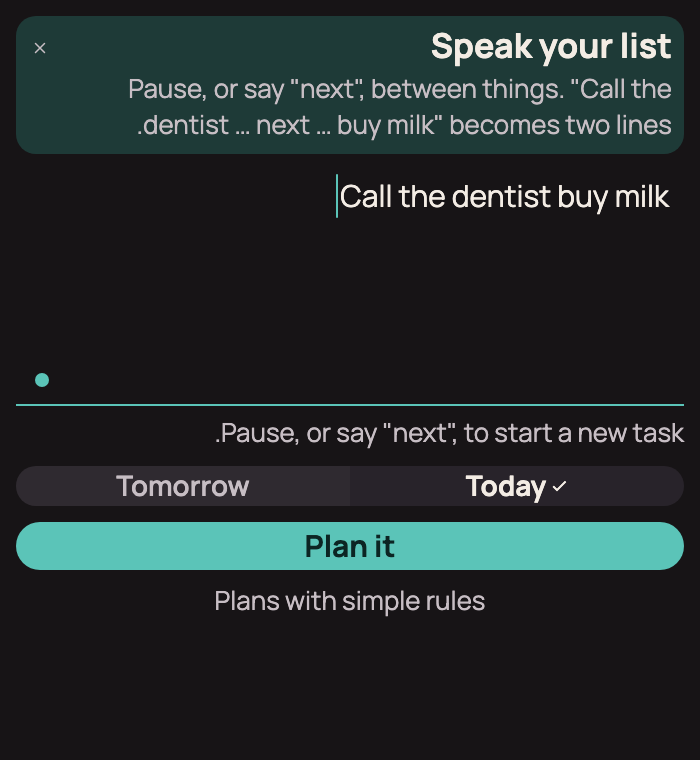 Speak your list
Pause, or say "next", between things. "Call the
dentist … next … buy milk" becomes two lines.
Call the dentist buy milk
Pause, or say "next", to start a new task.
Today
Tomorrow
Plan it
Plans with simple rules